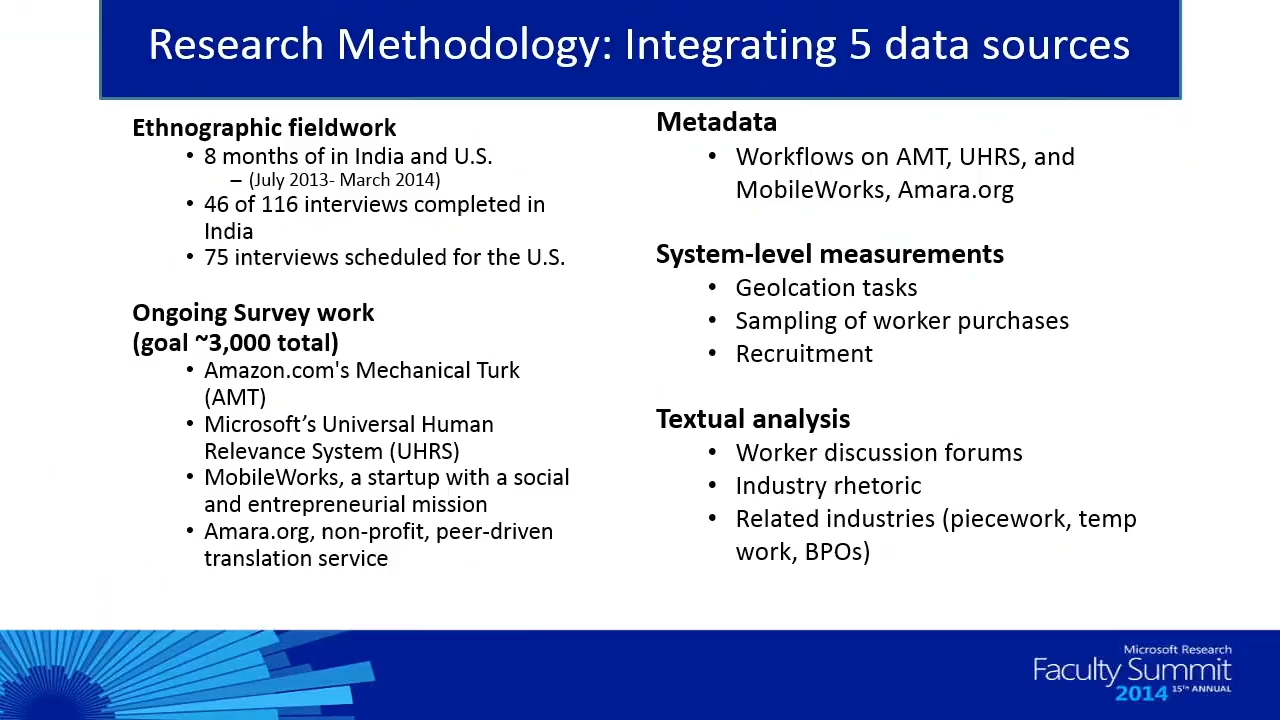 Research Methodology: Integrating 5 data sources
Ethnographic fieldwork
• 8 months of in India and U.S.
– (July 2013- March 2014)
• 46 of 116 interviews completed in
India
• 75 interviews scheduled for the U.S.
Ongoing Survey work
(goal ~3,000 total)
• Amazon.com's Mechanical Turk
(AMT)
• Microsoft’s Universal Human
Relevance System (UHRS)
• MobileWorks, a startup with a social
and entrepreneurial mission
• Amara.org, non-profit, peer-driven
translation service
Metadata
• Workflows on AMT, UHRS, and
MobileWorks, Amara.org
System-level measurements
• Geolcation tasks
• Sampling of worker purchases
• Recruitment
Textual analysis
• Worker discussion forums
• Industry rhetoric
• Related industries (piecework, temp
work, BPOs)
Microsoft Research
Faculty Summit
2014 15TH ANNUAL